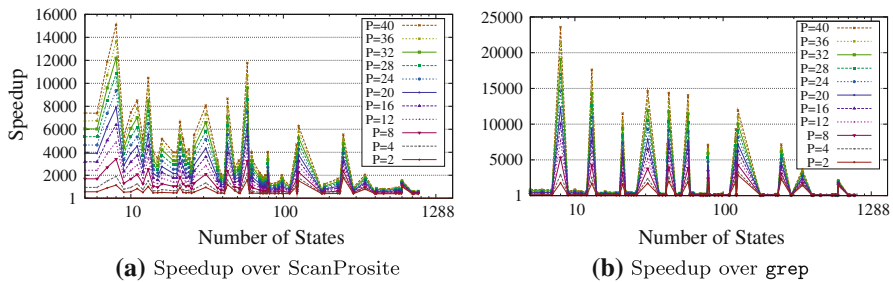 16000
14000
12000
10000
8000
6000
4000
2000
1
Speedup
P=40
P=36
P=32
P=28
P=24
P=20
P=16
P=12
P=8
P=4
P=2
100
1288
Number of States
(a) Speedup over ScanProsite
25000
20000
15000
10000
5000
1
P=40
P=36
P=32
P=28
P=24
P=20
P=16
P=12
P=8
P=4
P=2
10
100
1288
Number of States
(b) Speedup over grep